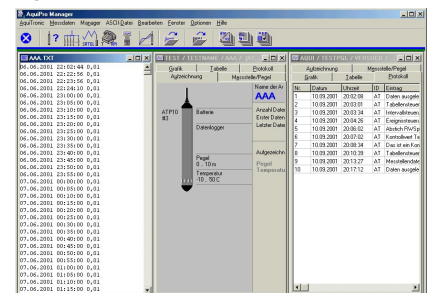 AquiPro Manager
AquiTronic Messdaten Manager ASCII-Datei Bearbeiten Fenster Optionen Hilfe
AAA.TXT
06.06.2001 22:02:44 0,01
06.06.2001 22:22:56 0,01
06.06.2001 22:23:56 0,01
06.06.2001 22:24:10 0,01
06.06.2001 23:00:00 0,01
06.06.2001 23:05:00 0,01
06.06.2001 23:10:00 0,01
06.06.2001 23:15:00 0,01
06.06.2001 23:20:00 0,01
06.06.2001 23:25:00 0,01
06.06.2001 23:30:00 0,01
06.06.2001 23:35:00 0,01
06.06.2001 23:40:00 0,01
06.06.2001 23:45:00 0,01
06.06.2001 23:50:00 0,01
06.06.2001 23:55:00 0,01
07.06.2001 00:00:00 0,01
07.06.2001 00:05:00 0,01
07.06.2001 00:10:00 0,01
07.06.2001 00:15:00 0,01
07.06.2001 00:20:00 0,01
07.06.2001 00:25:00 0,01
07.06.2001 00:30:00 0,01
07.06.2001 00:35:00 0,01
07.06.2001 00:40:00 0,01
07.06.2001 00:45:00 0,01
07.06.2001 00:50:00 0,01
07.06.2001 00:55:00 0,01
07.06.2001 01:00:00 0,01
07.06.2001 01:05:00 0,01
07.06.2001 01:10:00 0,01
07.06.2001 01:15:00 0,01
TEST / TESTNAME / AAA /
Grafik Tabelle Protokoll
Aufzeichnung Messstelle/Pegel
Name der Ar
AAA
ATP10
#3
Batterie
Datenlogger
Anzahl Daten
Erster Daten
Letzter Date
Aufgezeichn
Pegel
0 .. 10 m
Temperatur
-10 .. 50 C
Pegel
Temperatu
AQUI / TESTPGL / VERSUCH /
Aufzeichnung Messstelle/Pegel
Grafik Tabelle Protokoll
Nr. Datum Uhrzeit ID Eintrag
1 10.09.2001 20:02:08 AT Daten ausgele
2 10.09.2001 20:03:01 AT Tabellensteuer
3 10.09.2001 20:03:34 AT Intervallsteuer
4 10.09.2001 20:04:26 AT Ereignissteuer
5 10.09.2001 20:06:02 AT Abstich RWSp
6 10.09.2001 20:07:02 AT Kontrollwert Te
7 10.09.2001 20:08:34 AT Das ist ein Kon
8 10.09.2001 20:10:39 AT Tabellensteuer
9 10.09.2001 20:13:27 AT Messstellendate
10 10.09.2001 20:17:12 AT Daten ausgele